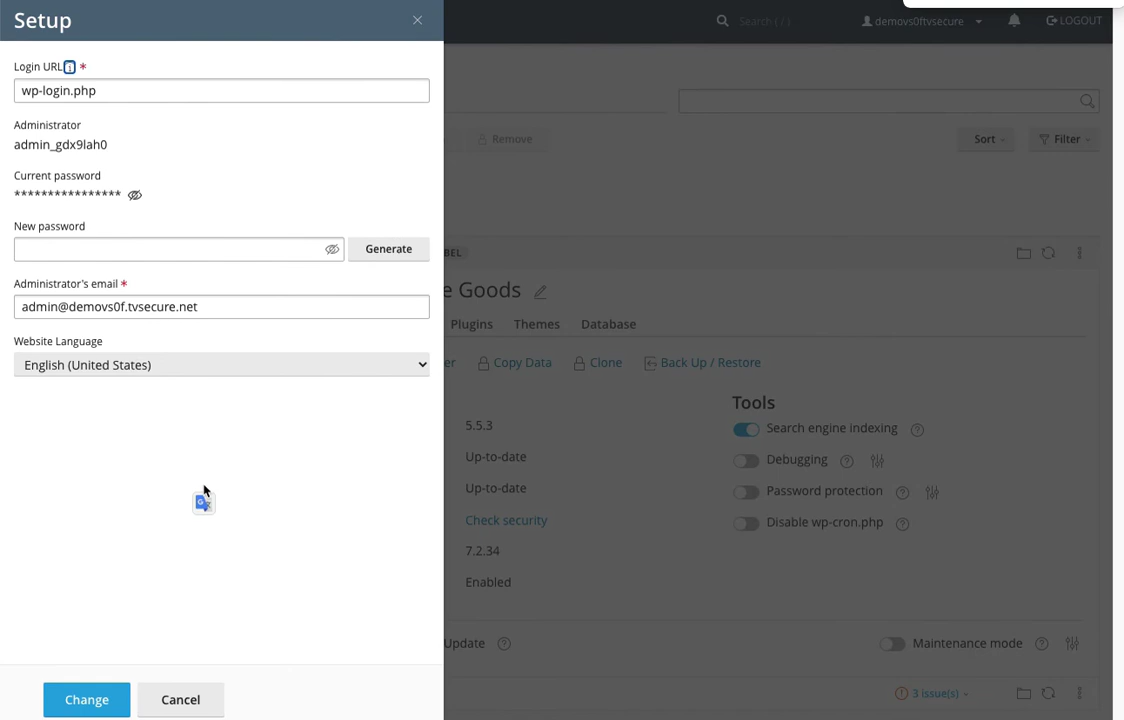 Setup
Search ( / )
demovs0ftvsecure
LOGOUT
Login URL *
wp-login.php
Administrator
admin_gdx9lah0
Current password
****************
New password
Generate
Administrator's email *
admin@demovs0f.tvsecure.net
Website Language
English (United States)
Change
Cancel
Remove
Sort
Filter
BEL
e Goods
Plugins Themes Database
er Copy Data Clone Back Up / Restore
5.5.3
Up-to-date
Up-to-date
Check security
7.2.34
Enabled
Tools
Search engine indexing
Debugging
Password protection
Disable wp-cron.php
Update
Maintenance mode
3 issue(s)